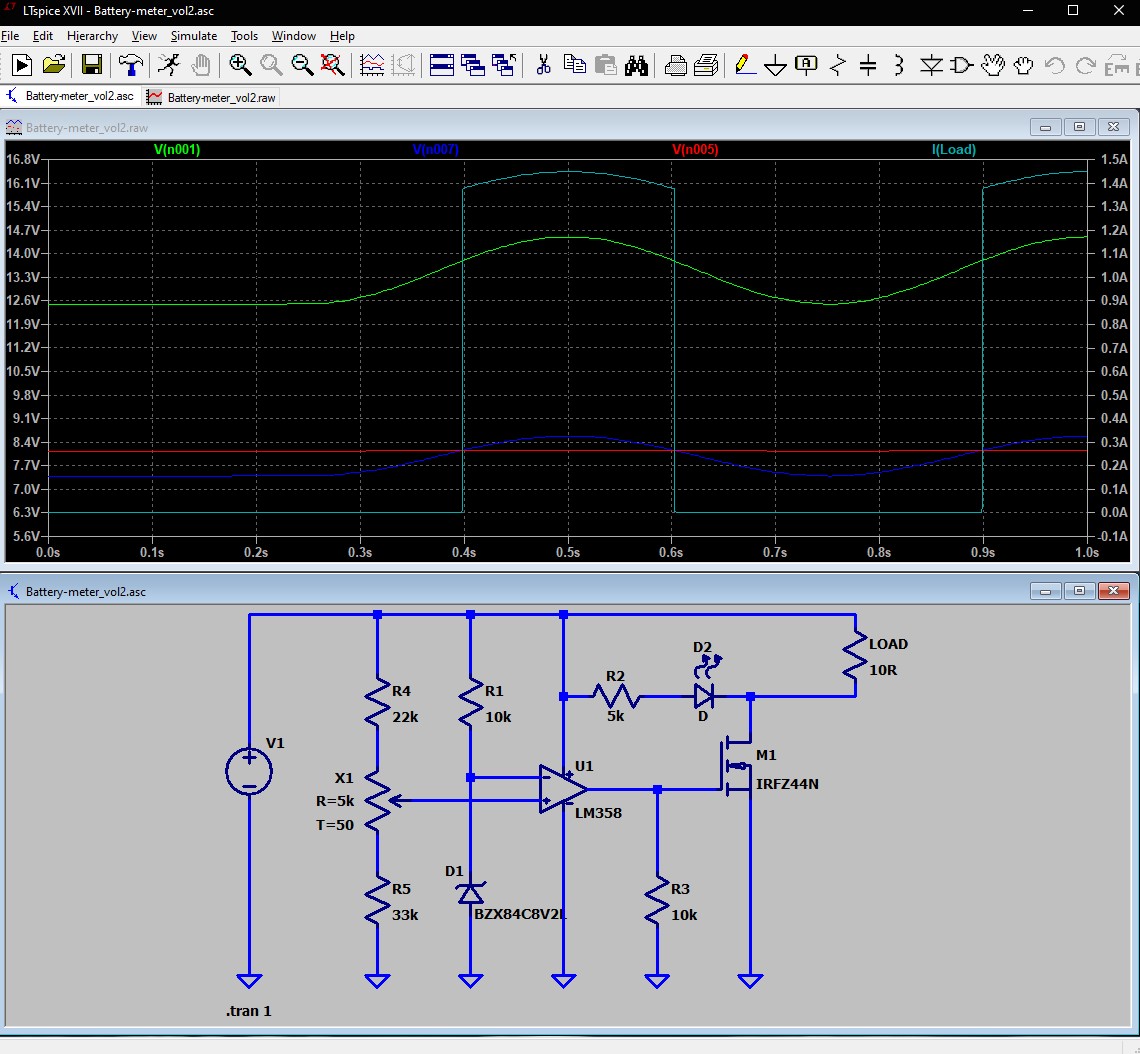 LTspice XVII - Battery-meter_vol2.asc
File Edit Hierarchy View Simulate Tools Window Help
Battery-meter_vol2.asc Battery-meter_vol2.raw
Battery-meter_vol2.raw
V(n001) V(n007) V(n005) I(Load)
16.8V 1.5A
16.1V 1.4A
15.4V 1.3A
14.7V 1.2A
14.0V 1.1A
13.3V 1.0A
12.6V 0.9A
11.9V 0.8A
11.2V 0.7A
10.5V 0.6A
9.8V 0.5A
9.1V 0.4A
8.4V 0.3A
7.7V 0.2A
7.0V 0.1A
6.3V 0.0A
5.6V -0.1A
0.0s 0.1s 0.2s 0.3s 0.4s 0.5s 0.6s 0.7s 0.8s 0.9s 1.0s
Battery-meter_vol2.asc
D2
LOAD
10R
R2
5k
D
R4
22k
R1
10k
V1
U1
LM358
M1
IRFZ44N
X1
R=5k
T=50
D1
BZX84C8V2L
R5
33k
R3
10k
.tran 1